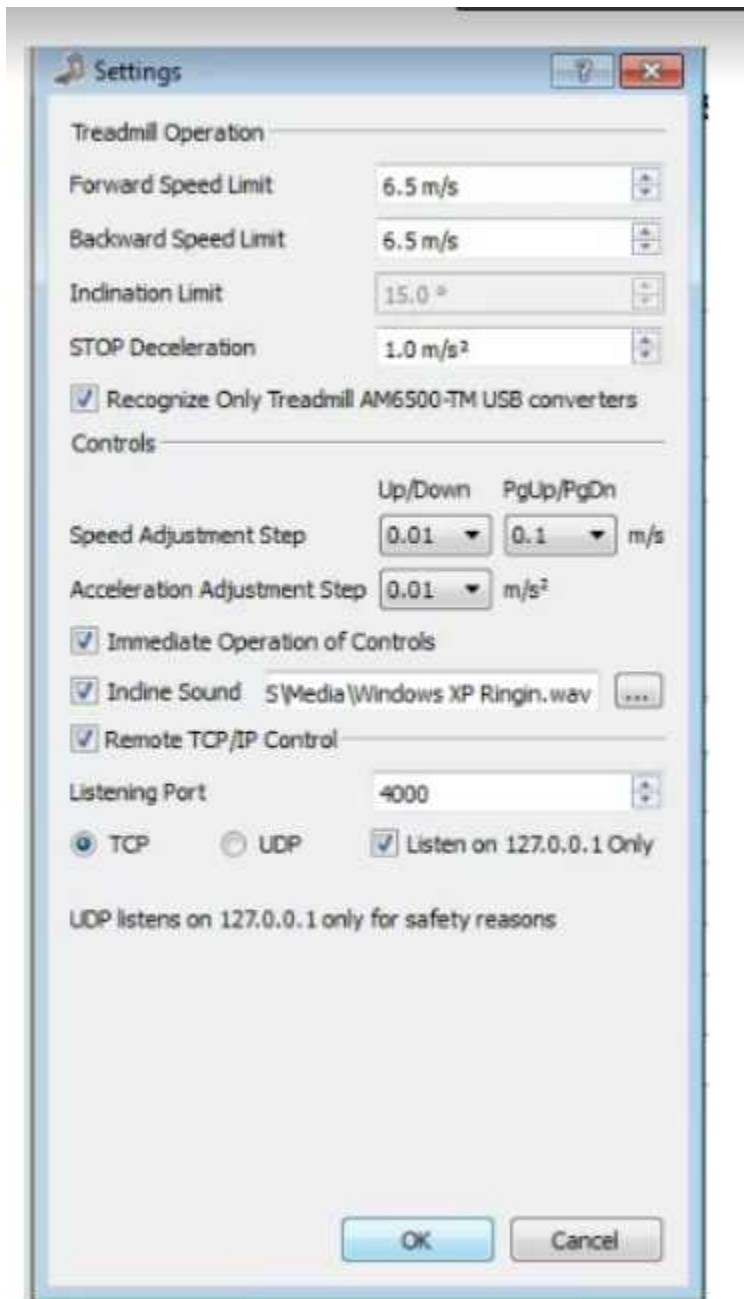 Settings
Treadmill Operation
Forward Speed Limit 6.5 m/s
Backward Speed Limit 6.5 m/s
Inclination Limit 15.0 °
STOP Deceleration 1.0 m/s²
Recognize Only Treadmill AM6500-TM USB converters
Controls
Up/Down PgUp/PgDn
Speed Adjustment Step 0.01 0.1 m/s
Acceleration Adjustment Step 0.01 m/s²
Immediate Operation of Controls
Incline Sound S\Media\Windows XP Ringin.wav ...
Remote TCP/IP Control
Listening Port 4000
TCP UDP Listen on 127.0.0.1 Only
UDP listens on 127.0.0.1 only for safety reasons
OK Cancel